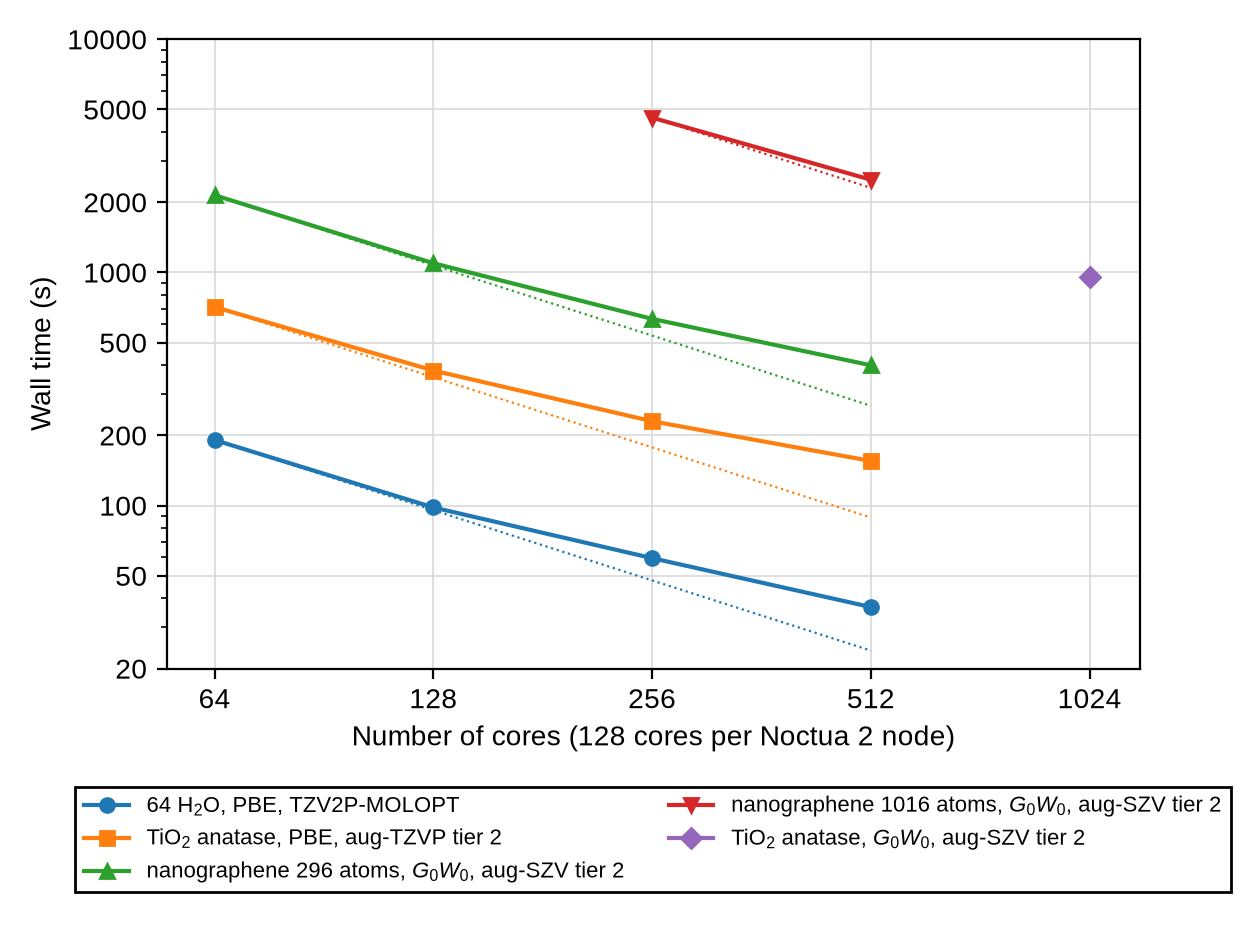 10000
5000
2000
1000
500
200
100
50
20
Wall time (s)
64 128 256 512 1024
Number of cores (128 cores per Noctua 2 node)
64 H₂O, PBE, TZV2P-MOLOPT
TiO₂ anatase, PBE, aug-TZVP tier 2
nanographene 296 atoms, G₀W₀, aug-SZV tier 2
nanographene 1016 atoms, G₀W₀, aug-SZV tier 2
TiO₂ anatase, G₀W₀, aug-SZV tier 2